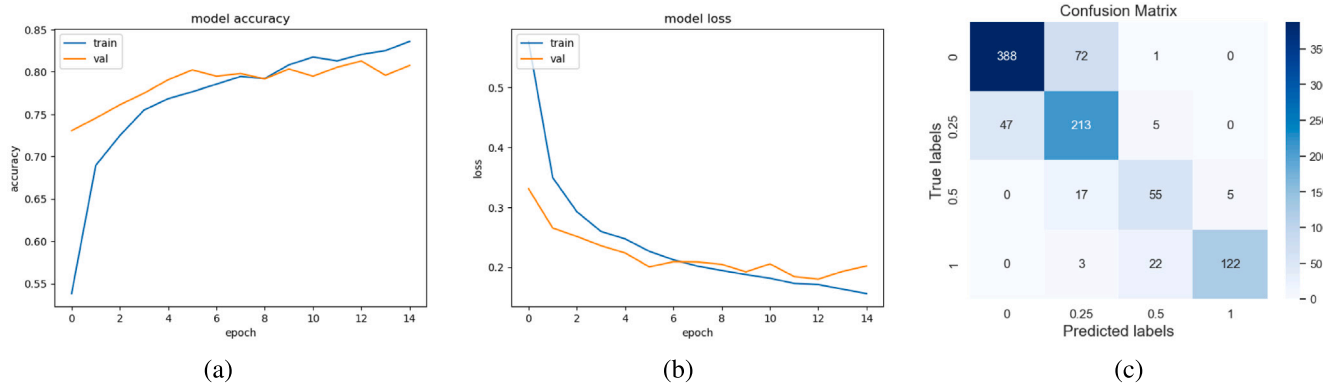 model accuracy
train
val
0.85
0.80
0.75
0.70
0.65
0.60
0.55
accuracy
0 2 4 6 8 10 12 14
epoch
(a)
model loss
train
val
0.5
0.4
0.3
0.2
loss
0 2 4 6 8 10 12 14
epoch
(b)
Confusion Matrix
True labels
0 388 72 1 0
0.25 47 213 5 0
0.5 0 17 55 5
1 0 3 22 122
0 0.25 0.5 1
Predicted labels
300
250
200
150
100
50
0
(c)